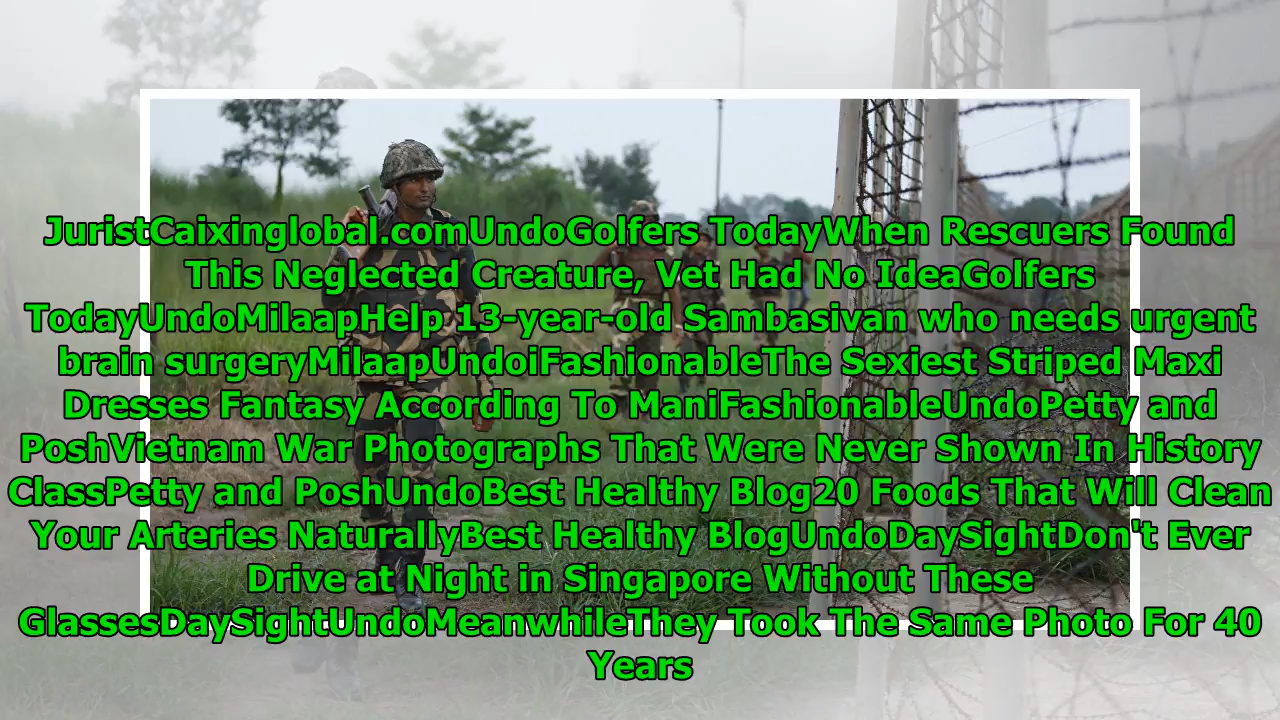 JuristCaixinglobal.comUndoGolfers TodayWhen Rescuers Found
This Neglected Creature, Vet Had No IdeaGolfers
TodayUndoMilaapHelp 13-year-old Sambasivan who needs urgent
brain surgeryMilaapUndoiFashionableTheSexiest Striped Maxi
Dresses Fantasy According To ManiFashionableUndoPetty and
PoshVietnam War Photographs That Were Never Shown In History
ClassPetty and PoshUndoBest Healthy Blog20 Foods That Will Clean
Your Arteries NaturallyBest Healthy BlogUndoDaySightDon't Ever
Drive at Night in Singapore Without These
GlassesDaySightUndoMeanwhileThey Took The Same Photo For 40
Years